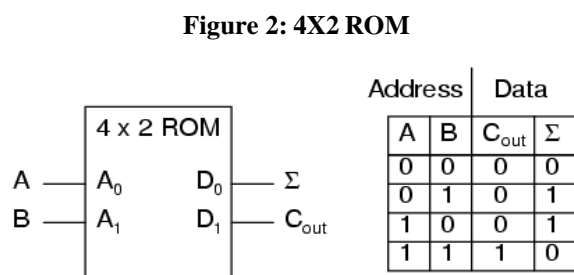 Figure 2: 4X2 ROM
4 x 2 ROM
A A₀ D₀ Σ
B A₁ D₁ Cout
Address Data
A B Cout Σ
0 0 0 0
0 1 0 1
1 0 0 1
1 1 1 0